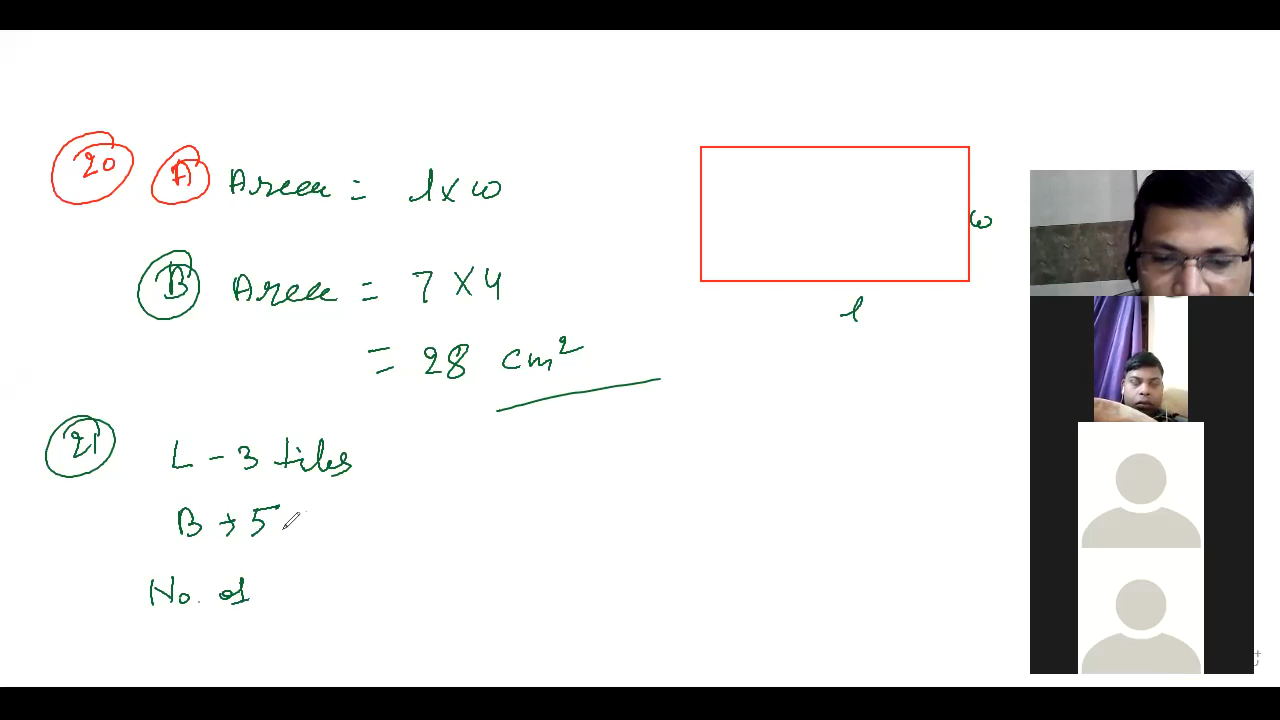 20 A Area = l x w
w
B Area = 7 x 4
l
= 28 cm²
21 L - 3 tiles
B → 5
No. of